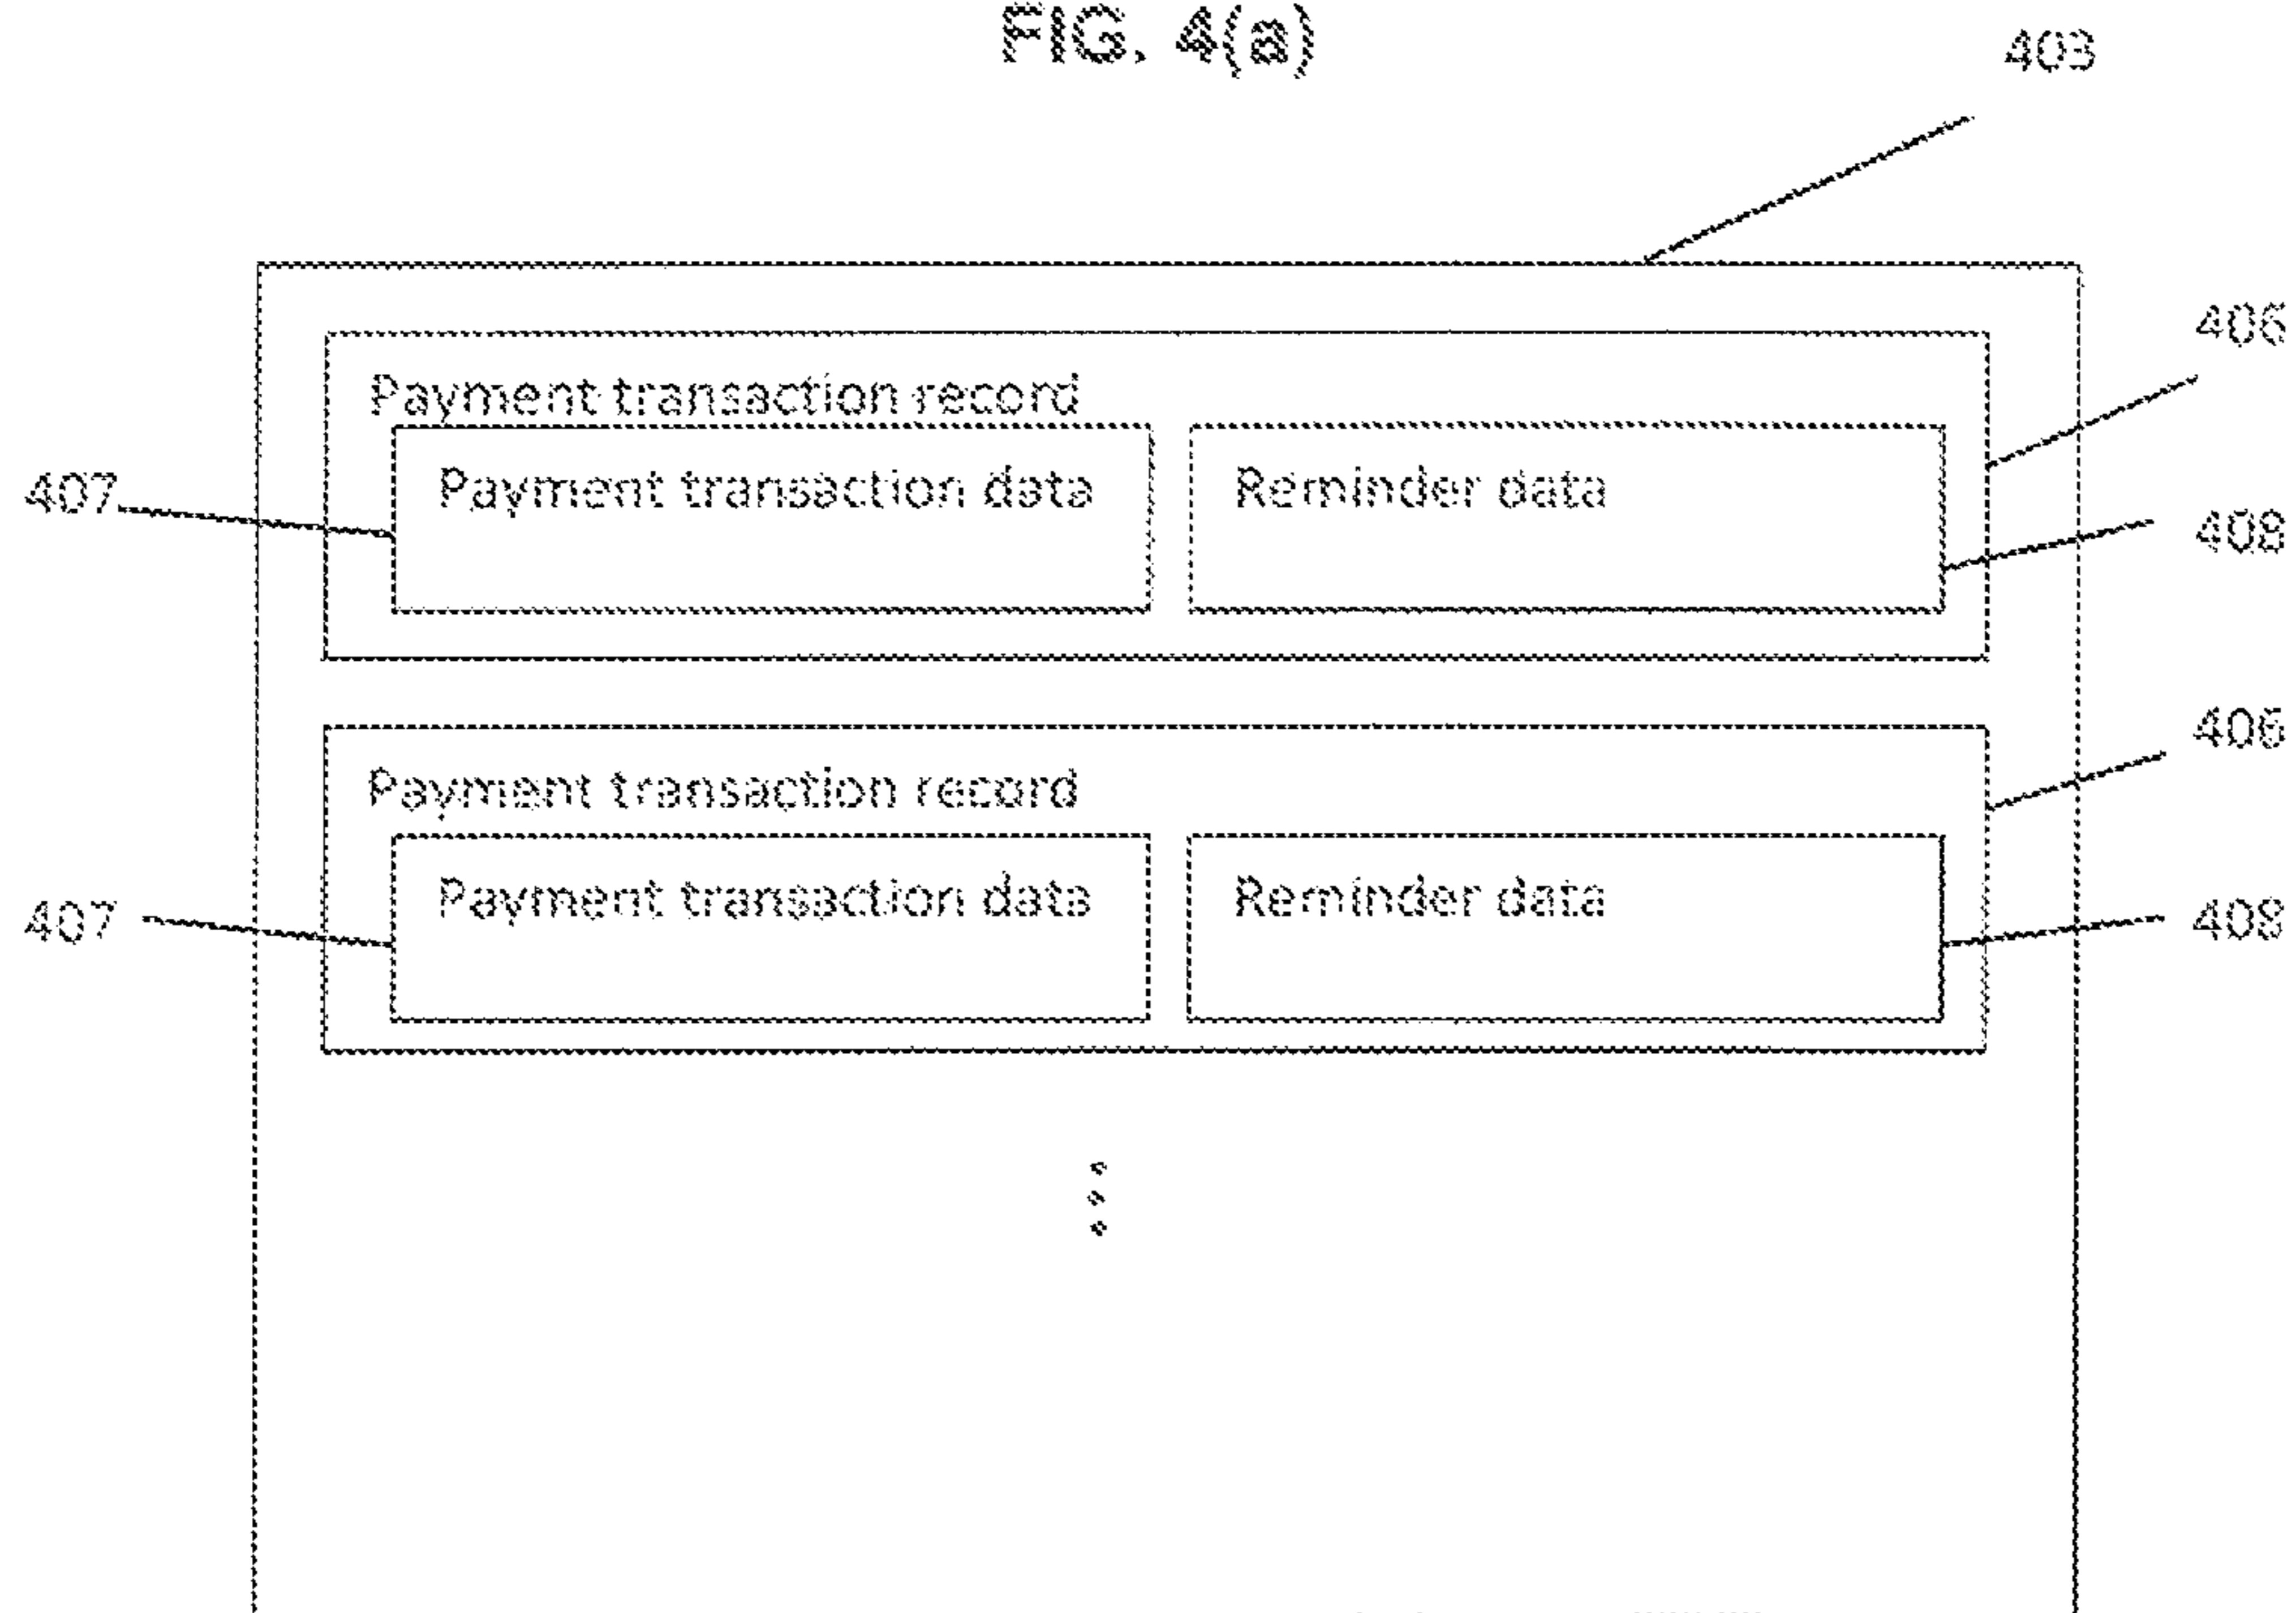 FIG. 4(a)
403
406
Payment transaction record
407
Payment transaction data
Reminder data
408
406
Payment transaction record
407
Payment transaction data
Reminder data
408